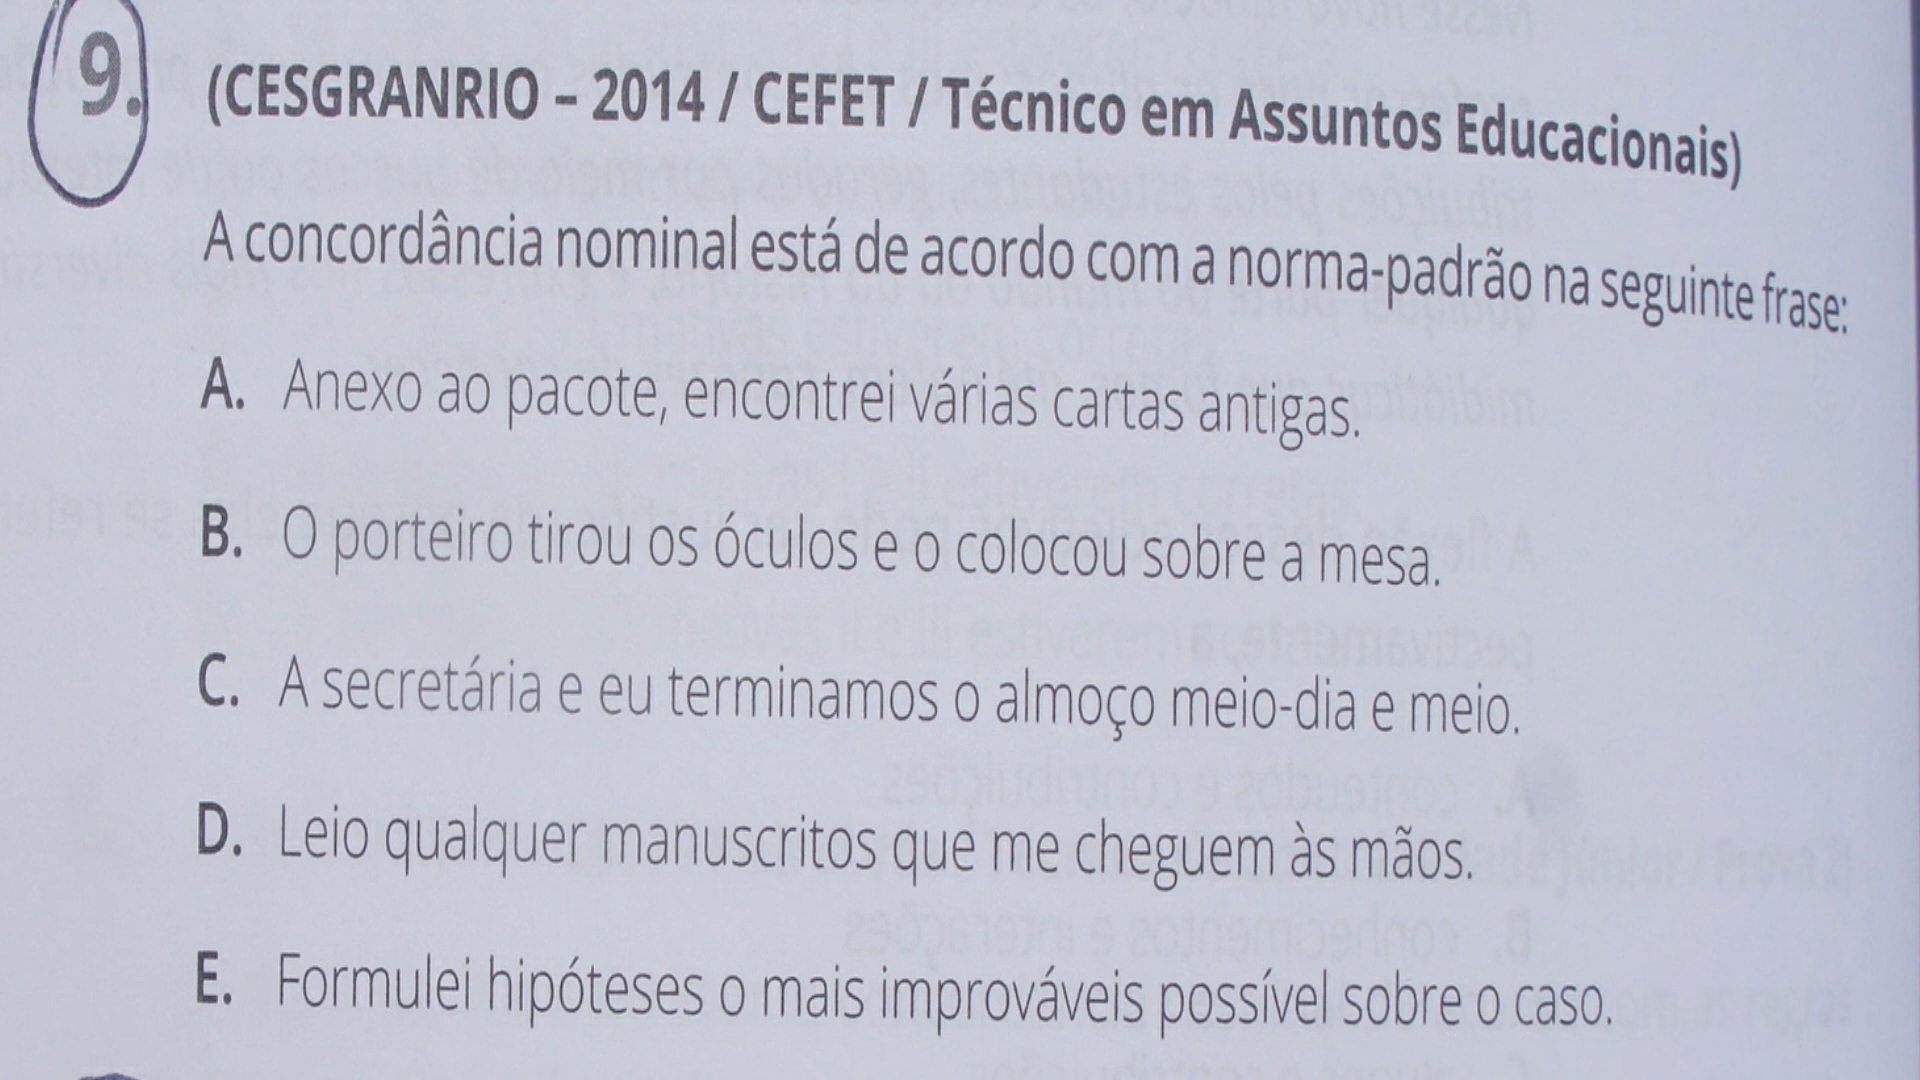 9. (CESGRANRIO – 2014 / CEFET / Técnico em Assuntos Educacionais)
A concordância nominal está de acordo com a norma-padrão na seguinte frase:
A. Anexo ao pacote, encontrei várias cartas antigas.
B. O porteiro tirou os óculos e o colocou sobre a mesa.
C. A secretária e eu terminamos o almoço meio-dia e meio.
D. Leio qualquer manuscritos que me cheguem às mãos.
E. Formulei hipóteses o mais improváveis possível sobre o caso.